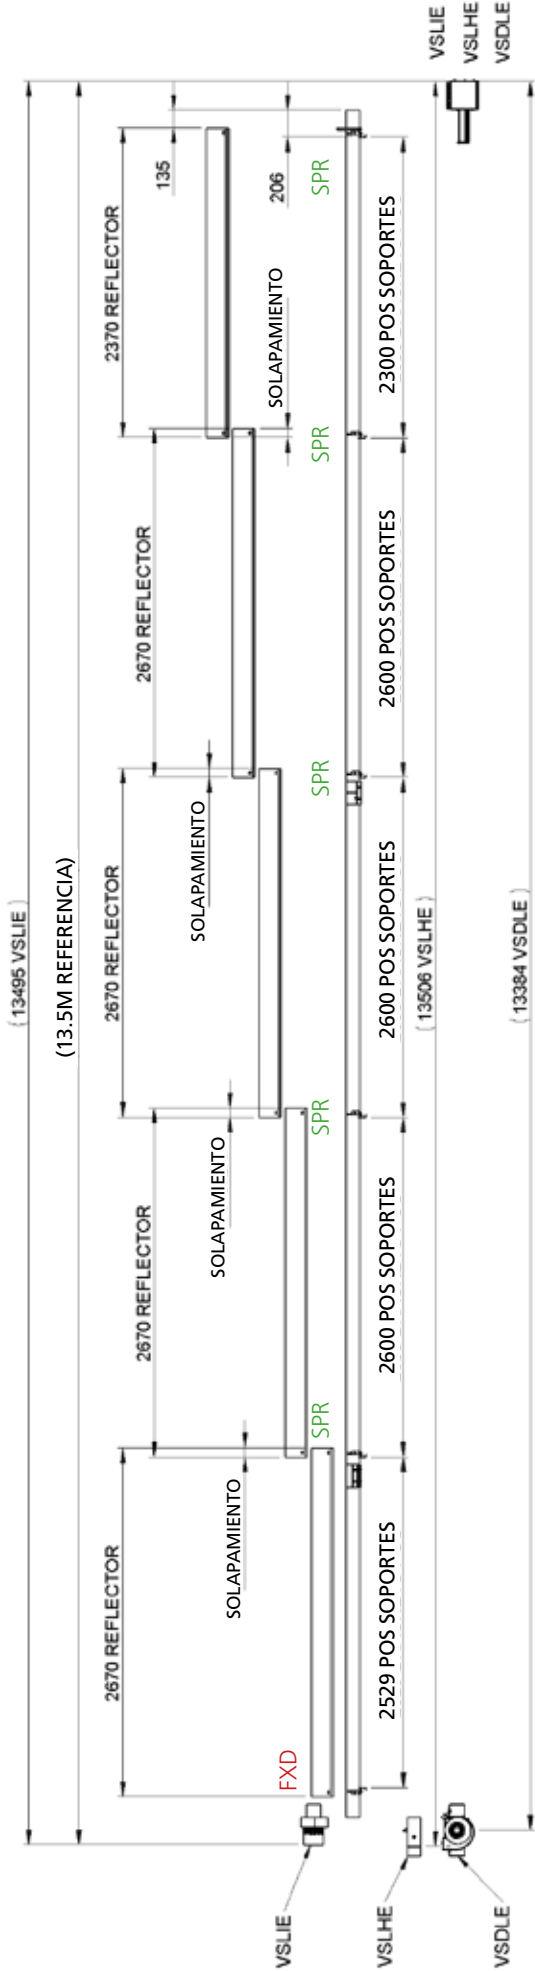 ( 13495 VSLIE )
(13.5M REFERENCIA)
2670 REFLECTOR
2670 REFLECTOR
2370 REFLECTOR
2670 REFLECTOR
2670 REFLECTOR
135
SOLAPAMIENTO
SOLAPAMIENTO
SOLAPAMIENTO
SOLAPAMIENTO
206
VSLIE
FXD
SPR
SPR
SPR
SPR
SPR
VSLHE
2529 POS SOPORTES
2600 POS SOPORTES
2600 POS SOPORTES
2600 POS SOPORTES
2300 POS SOPORTES
( 13506 VSLHE )
VSLIE
VSLHE
VSDLE
VSDLE
( 13384 VSDLE )